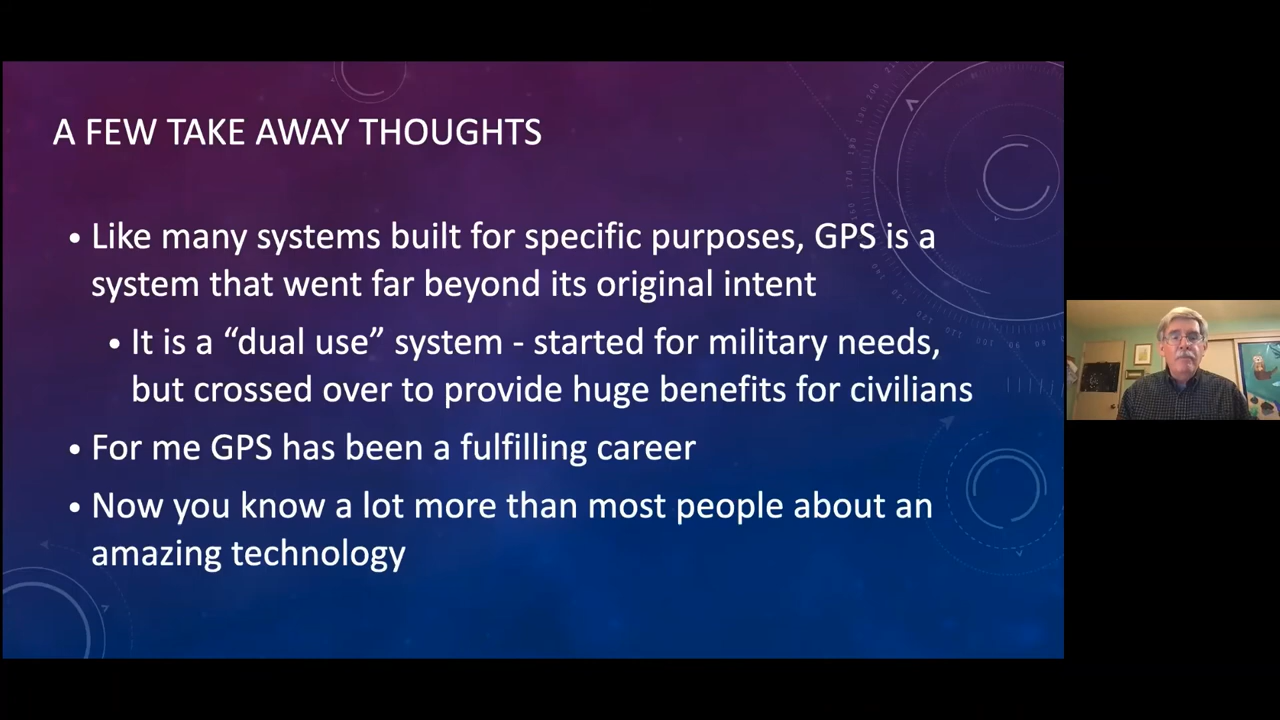 A FEW TAKE AWAY THOUGHTS
• Like many systems built for specific purposes, GPS is a
system that went far beyond its original intent
• It is a “dual use” system - started for military needs,
but crossed over to provide huge benefits for civilians
• For me GPS has been a fulfilling career
• Now you know a lot more than most people about an
amazing technology